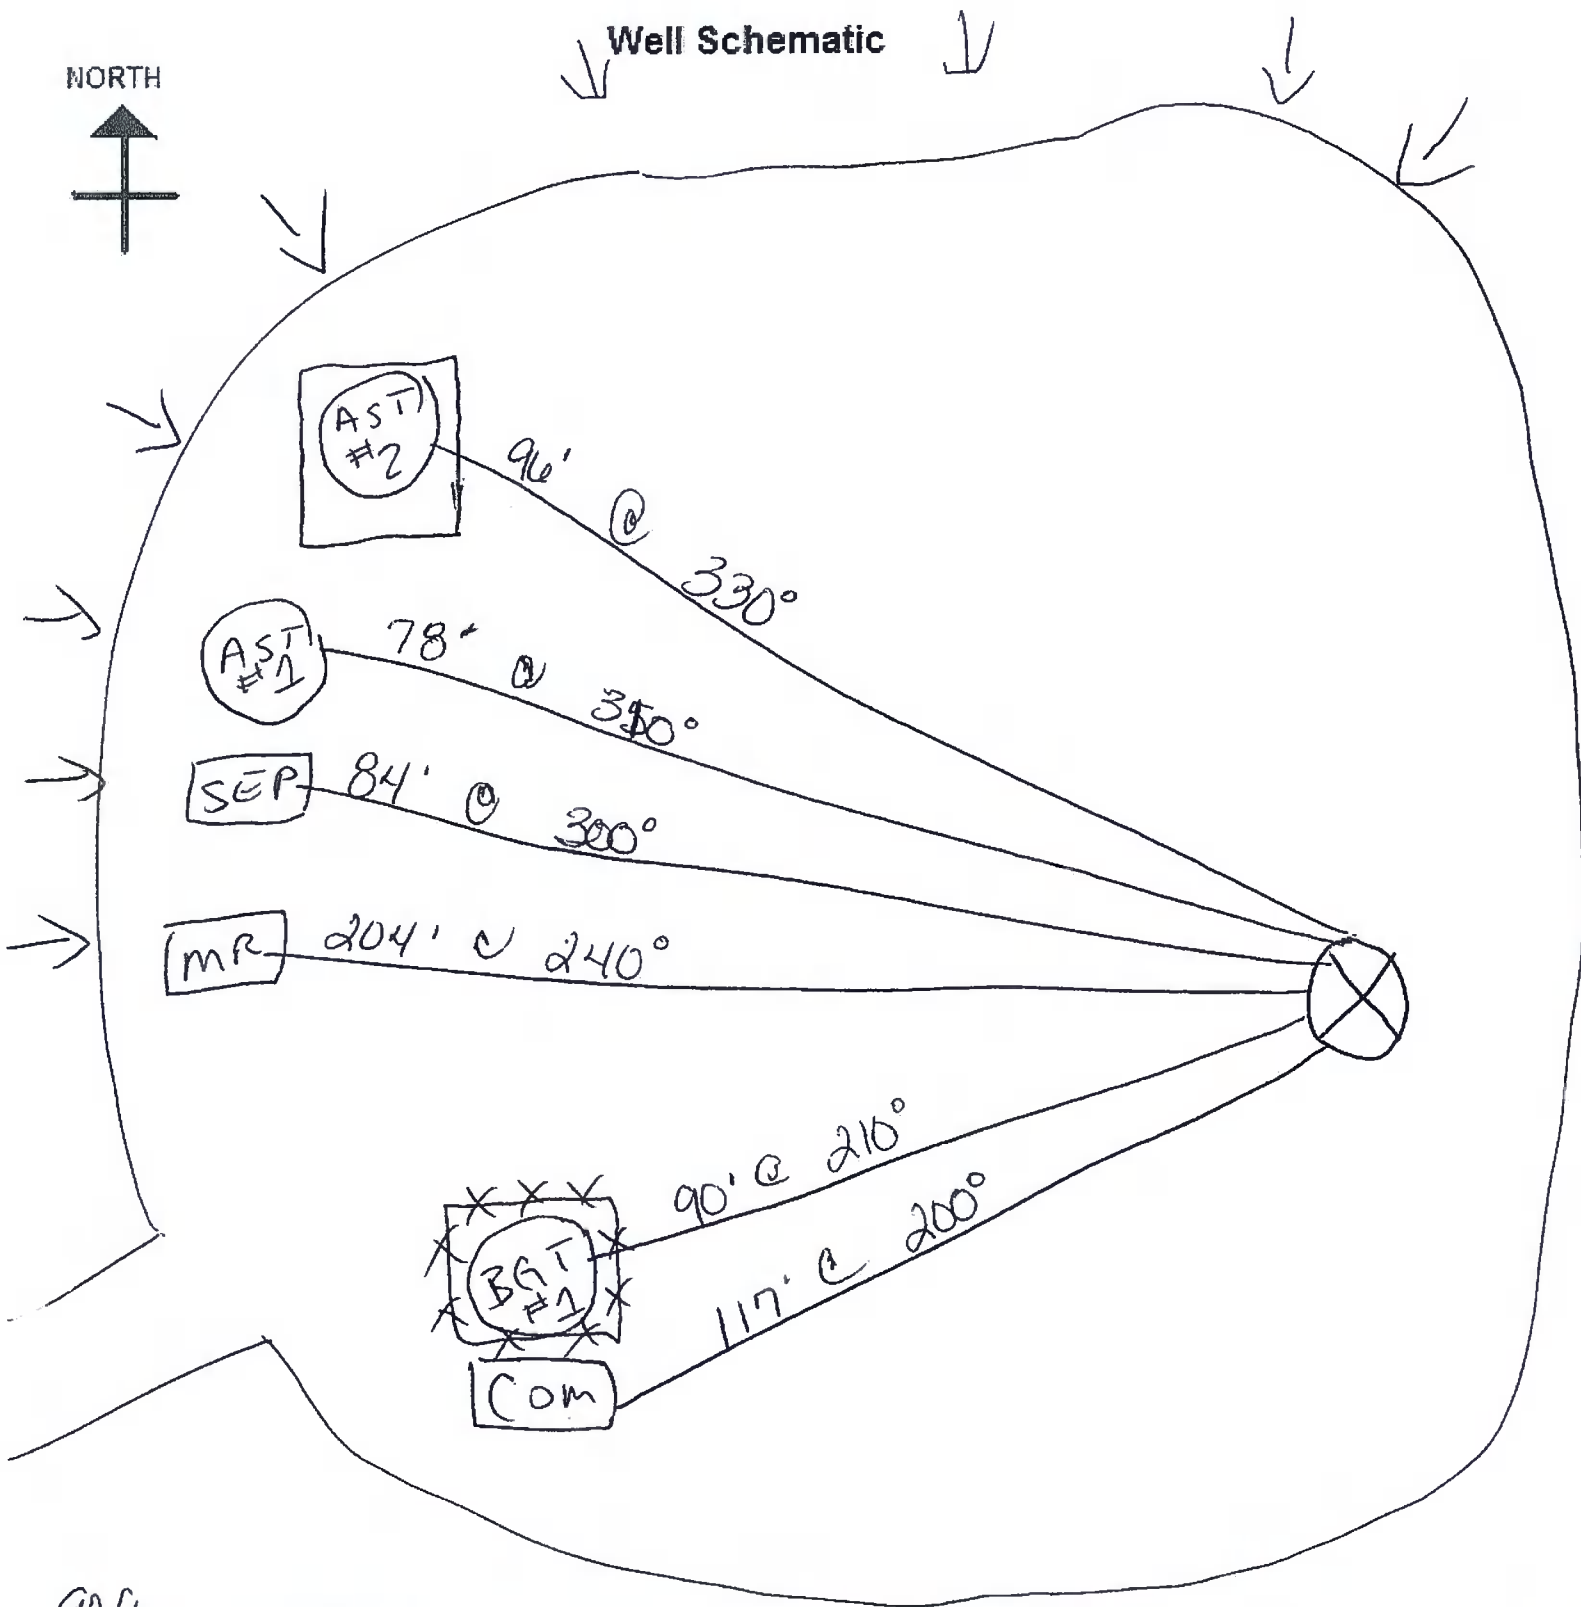 Well Schematic
NORTH
AST
#2
96' @ 330°
AST
#1
78' @
SEP
84' @ 300°
MR
204' @ 240°
BGT
#1
90' @ 210°
117' @ 200°
COM